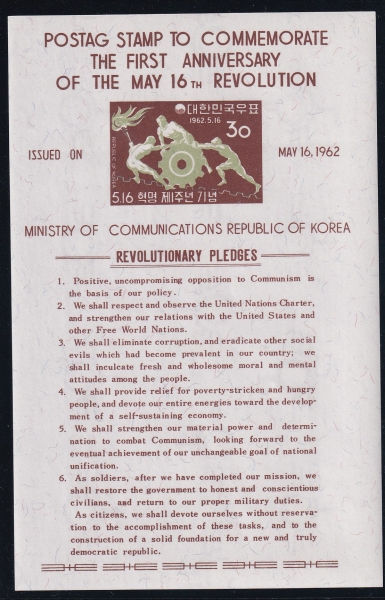 POSTAG STAMP TO COMMEMORATE
THE FIRST ANNIVERSARY
OF THE MAY 16TH REVOLUTION
대한민국우표
1962.5.16
30
REPUBLIC OF KOREA
ISSUED ON
MAY 16, 1962
5.16 혁명 제1주년 기념
MINISTRY OF COMMUNICATIONS REPUBLIC OF KOREA
REVOLUTIONARY PLEDGES
1. Positive, uncompromising opposition to Communism is
the basis of our policy.
2. We shall respect and observe the United Nations Charter,
and strengthen our relations with the United States and
other Free World Nations.
3. We shall eliminate corruption, and eradicate other social
evils which had become prevalent in our country; we
shall inculcate fresh and wholesome moral and mental
attitudes among the people.
4. We shall provide relief for poverty-stricken and hungry
people, and devote our entire energies toward the develop-
ment of a self-sustaining economy.
5. We shall strengthen our material power and determi-
nation to combat Communism, looking forward to the
eventual achievement of our unchangeable goal of national
unification.
6. As soldiers, after we have completed our mission, we
shall restore the government to honest and conscientious
civilians, and return to our proper military duties.
As citizens, we shall devote ourselves without reserva-
tion to the accomplishment of these tasks, and to the
construction of a solid foundation for a new and truly
democratic republic.